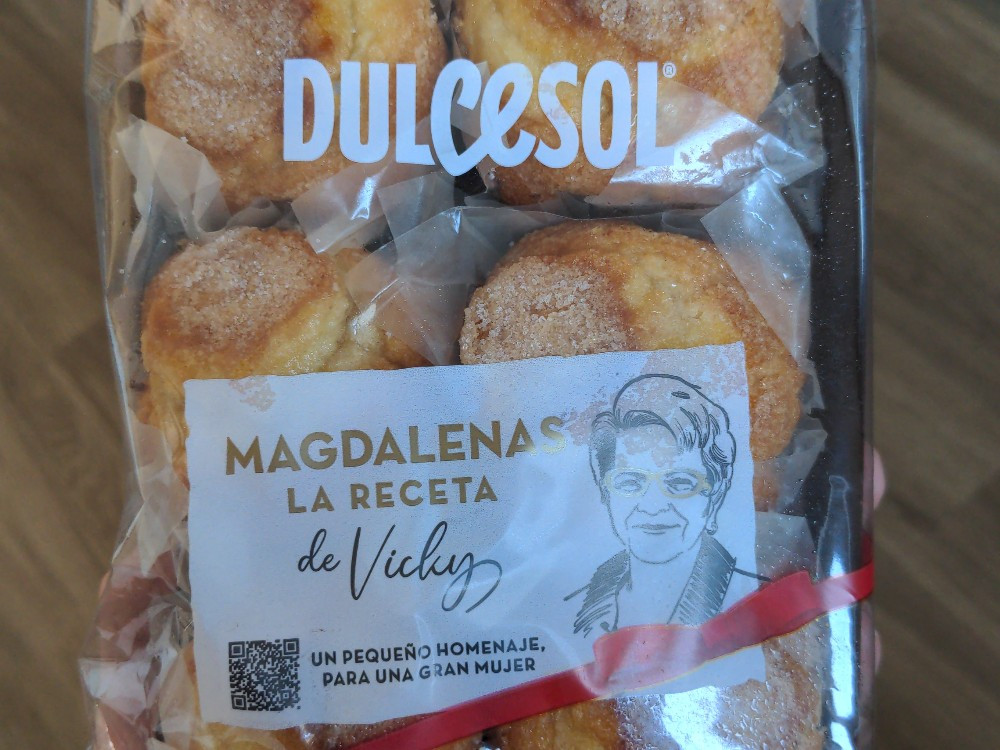 DULCESOL®
MAGDALENAS
LA RECETA
de Vicky
UN PEQUEÑO HOMENAJE,
PARA UNA GRAN MUJER